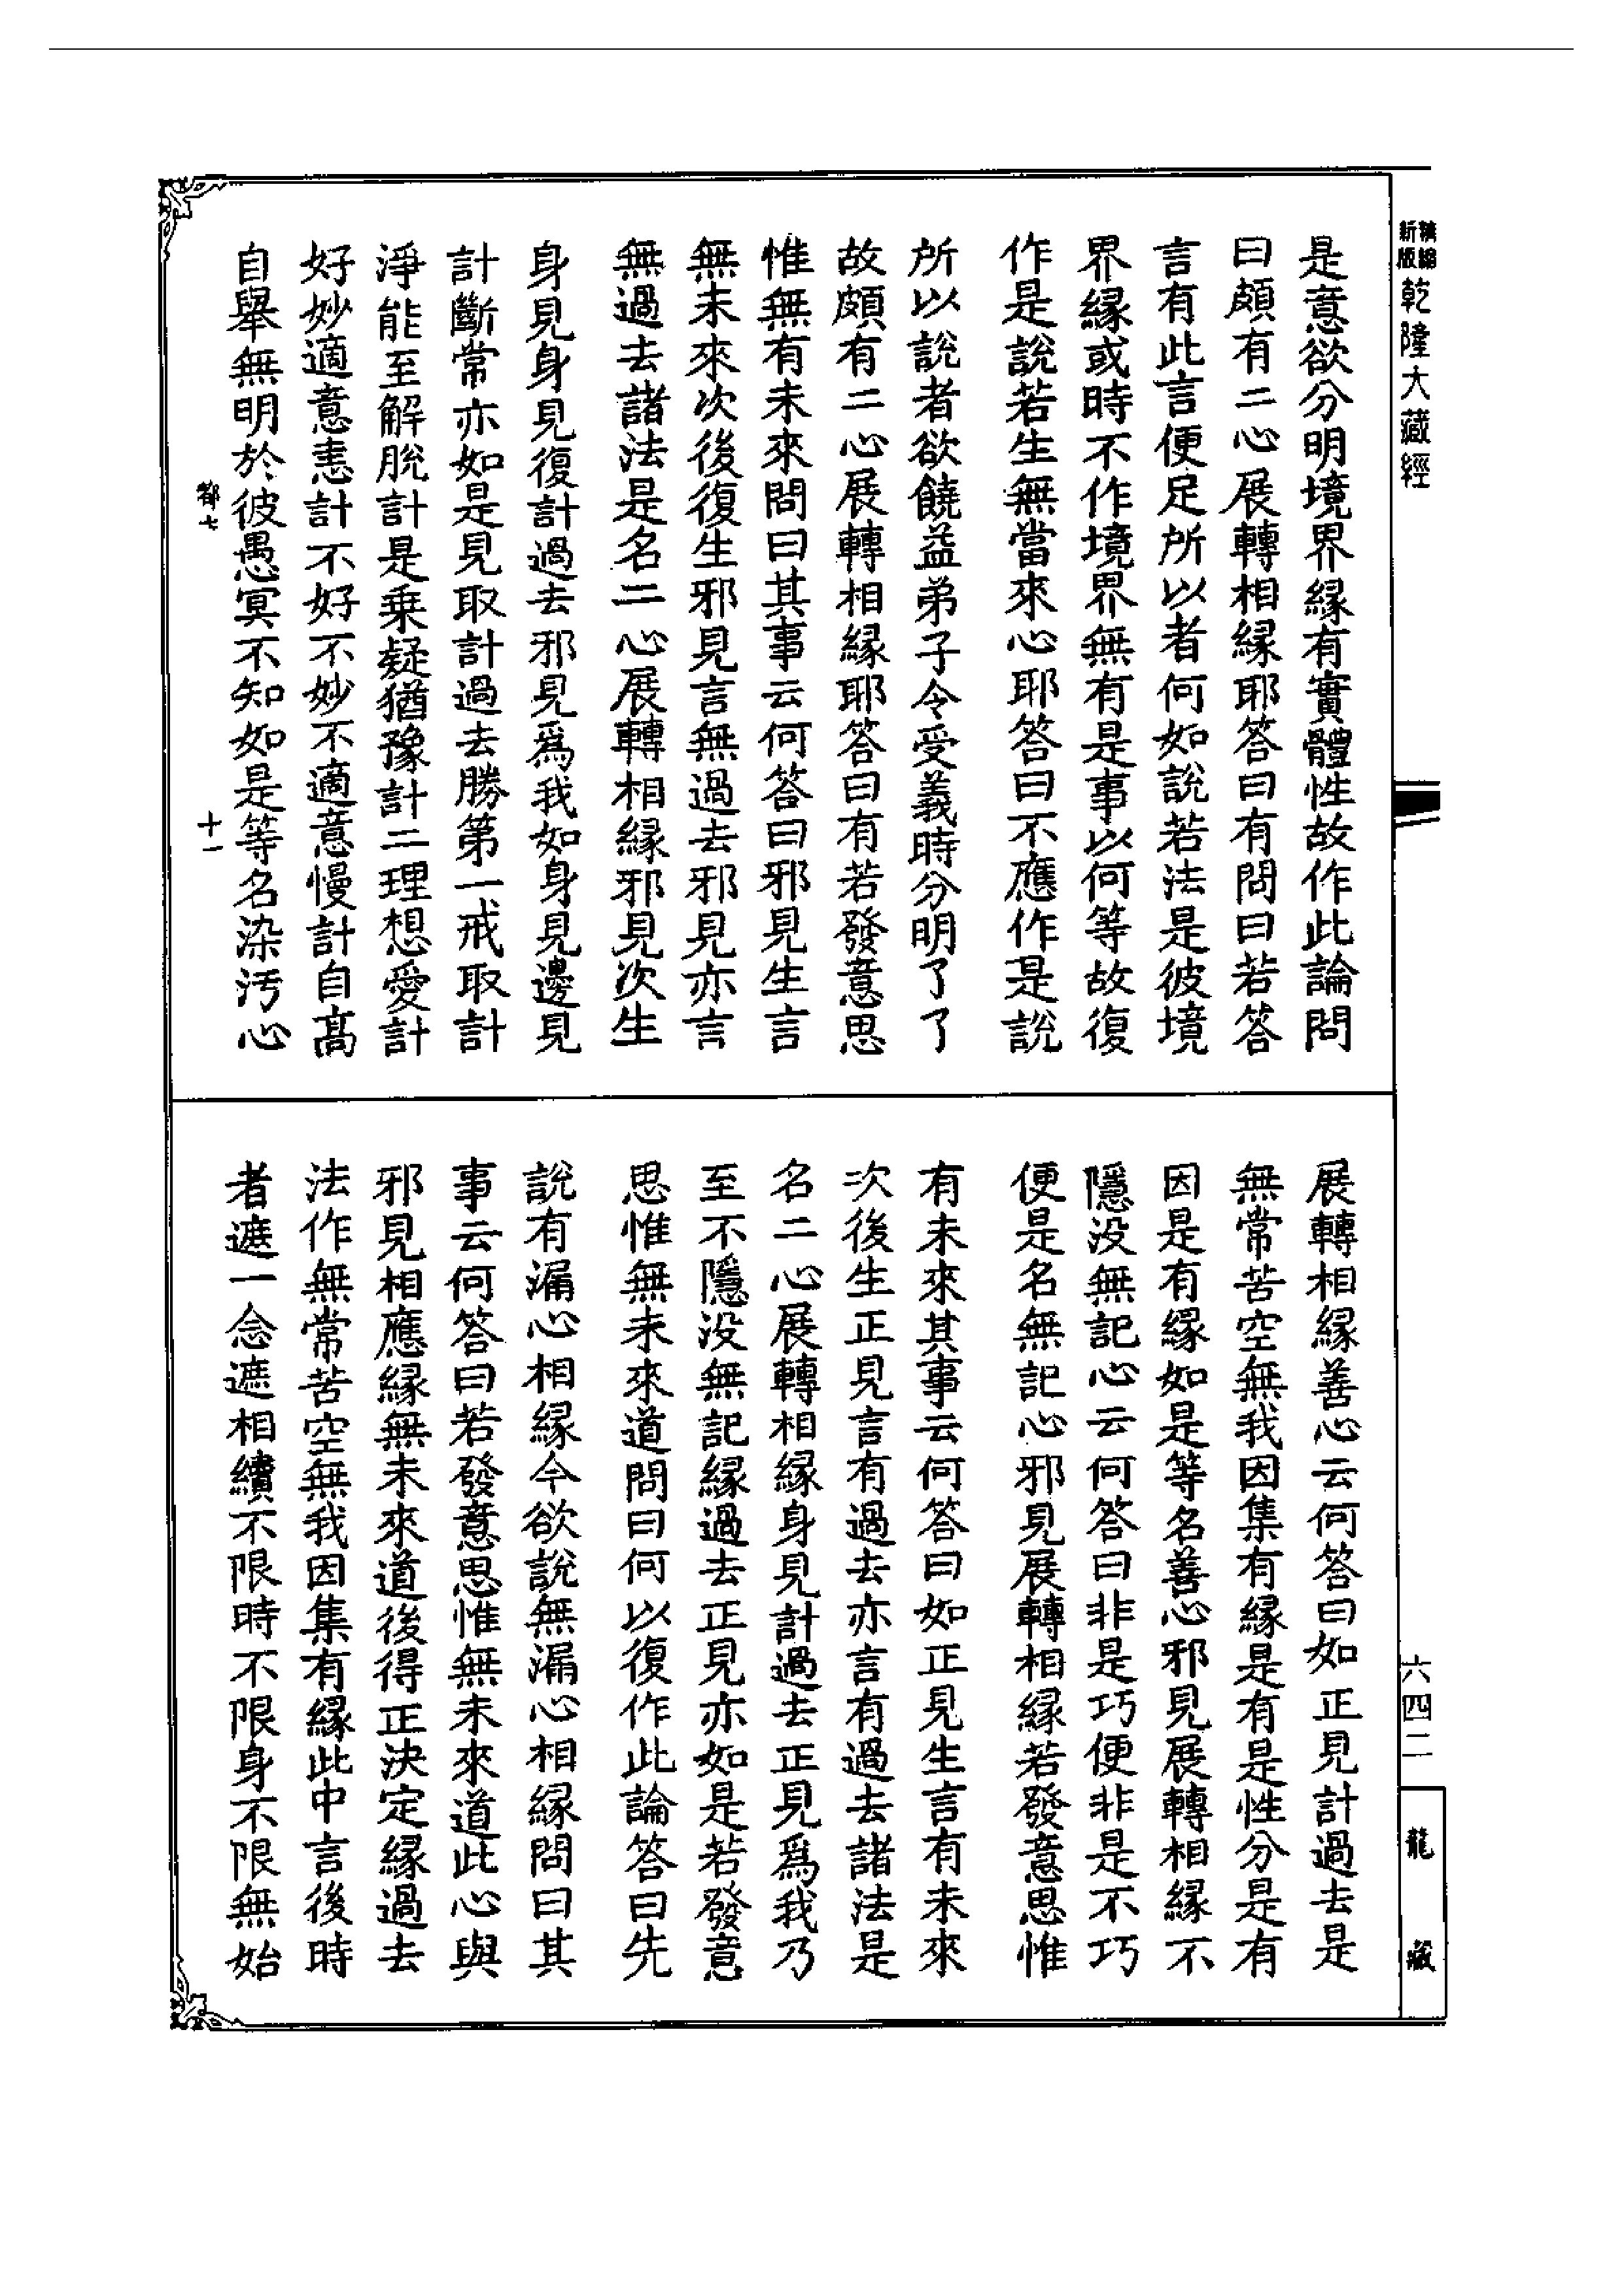 新版精縮
乾隆大藏經
是意欲分明境界緣有實體性故作此論問
曰頗有二心展轉相緣耶答曰有問曰若答
言有此言便足所以者何如說若法是彼境
界緣或時不作境界無有是事以何等故復
作是說若生無當來心耶答曰不應作是說
所以說者欲饒益弟子令受義時分明了了
故頗有二心展轉相緣耶答曰有若發意思
惟無有未來問曰其事云何答曰邪見生言
無未來次後復生邪見言無過去邪見亦言
無過去諸法是名二心展轉相緣邪見次生
身見身見復計過去邪見為我如身見邊見
計斷常亦如是見取計過去勝第一戒取計
淨能至解脫計是乗疑猶豫計二理想愛計
好妙適意恚計不好不妙不適意慢計自高
自舉無明於彼愚冥不知如是等名染汚心
都七
十一
展轉相緣善心云何答曰如正見計過去是
無常苦空無我因集有緣是有是性分是有
因是有緣如是等名善心邪見展轉相緣不
隱没無記心云何答曰非是巧便非是不巧
便是名無記心邪見展轉相緣若發意思惟
有未來其事云何答曰如正見生言有未來
次後生正見言有過去亦言有過去諸法是
名二心展轉相緣身見計過去正見為我乃
至不隱没無記緣過去正見亦如是若發意
思惟無未來道問曰何以復作此論答曰先
說有漏心相緣今欲說無漏心相緣問曰其
事云何答曰若發意思惟無未來道此心與
邪見相應緣無未來道後得正決定緣過去
法作無常苦空無我因集有緣此中言後時
者遮一念遮相續不限時不限身不限無始
六四二
龍藏